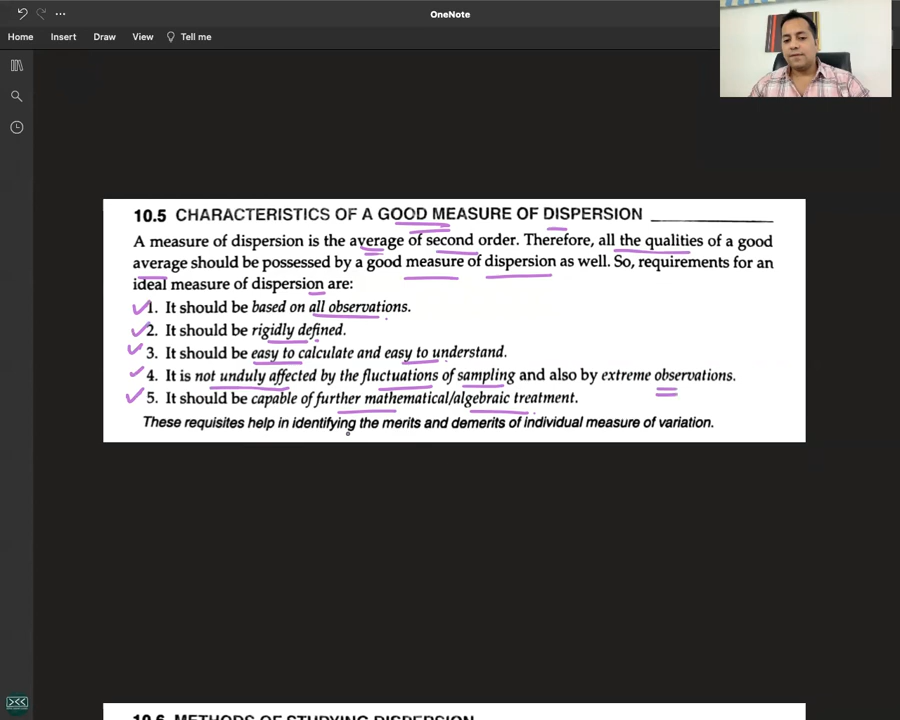 OneNote
Home Insert Draw View Tell me
10.5 CHARACTERISTICS OF A GOOD MEASURE OF DISPERSION
A measure of dispersion is the average of second order. Therefore, all the qualities of a good
average should be possessed by a good measure of dispersion as well. So, requirements for an
ideal measure of dispersion are:
1. It should be based on all observations.
2. It should be rigidly defined.
3. It should be easy to calculate and easy to understand.
4. It is not unduly affected by the fluctuations of sampling and also by extreme observations.
5. It should be capable of further mathematical/algebraic treatment.
These requisites help in identifying the merits and demerits of individual measure of variation.
10.6 METHODS OF STUDYING DISPERSION